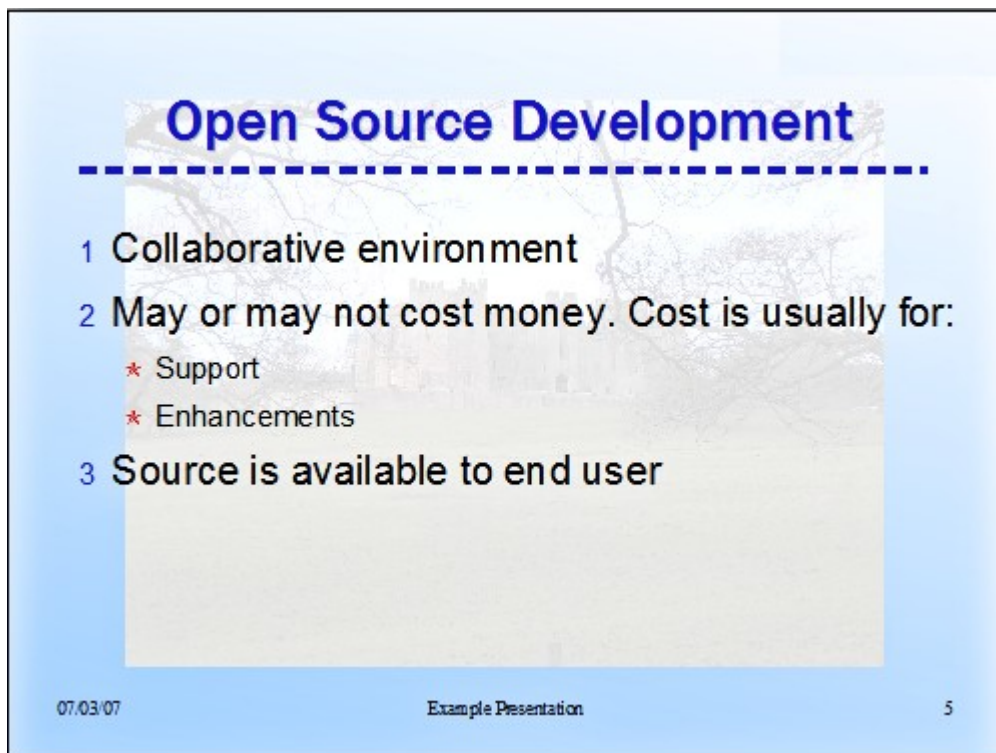 Open Source Development
1 Collaborative environment
2 May or may not cost money. Cost is usually for:
* Support
* Enhancements
3 Source is available to end user
07/03/07 Example Presentation 5